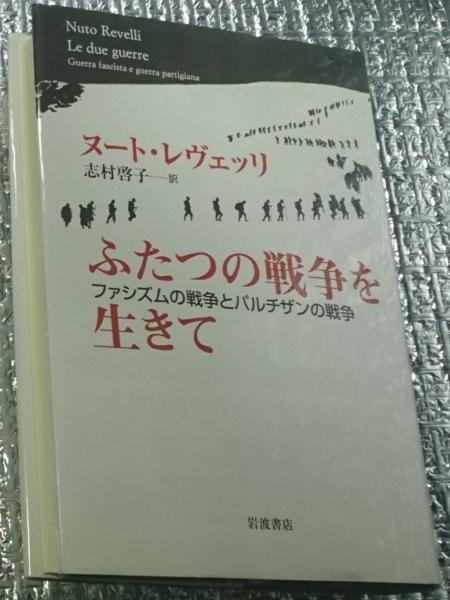 Nuto Revelli
Le due guerre
Guerra fascista e guerra partigiana
ヌート・レヴェッリ
志村啓子……訳
ふたつの戦争を
ファシズムの戦争とパルチザンの戦争
生きて
岩波書店